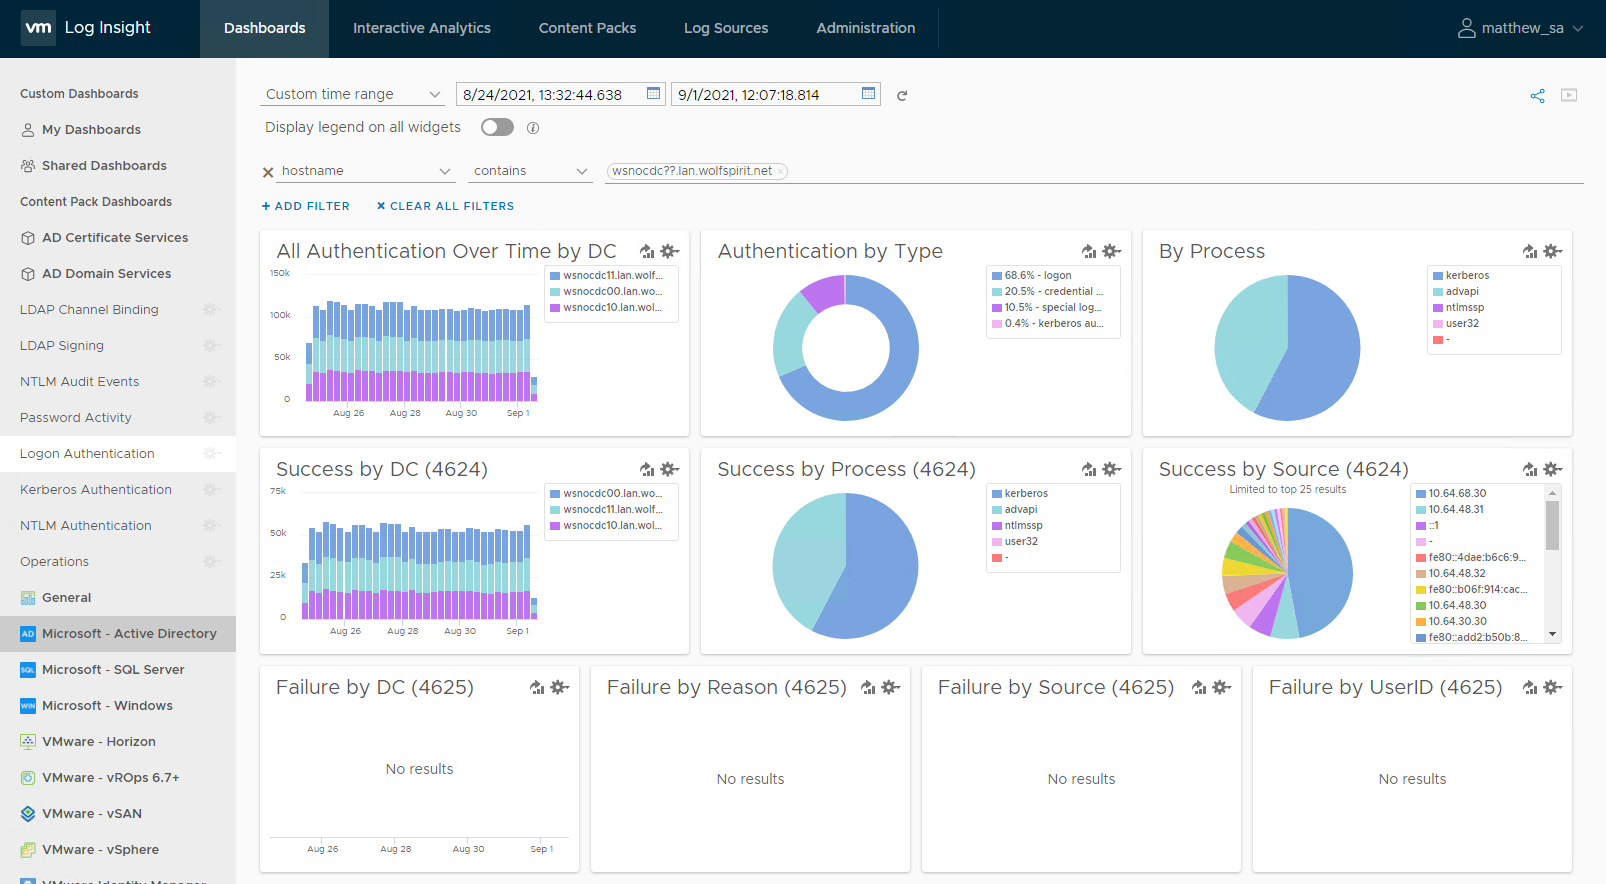 vm Log Insight
Dashboards
Interactive Analytics
Content Packs
Log Sources
Administration
matthew_sa
Custom Dashboards
My Dashboards
Shared Dashboards
Content Pack Dashboards
AD Certificate Services
AD Domain Services
LDAP Channel Binding
LDAP Signing
NTLM Audit Events
Password Activity
Logon Authentication
Kerberos Authentication
NTLM Authentication
Operations
General
AD Microsoft - Active Directory
SQL Microsoft - SQL Server
WIN Microsoft - Windows
VMware - Horizon
VMware - vROps 6.7+
VMware - vSAN
VMware - vSphere
VMware Identity Manager
Custom time range
8/24/2021, 13:32:44.638
9/1/2021, 12:07:18.814
Display legend on all widgets
hostname
contains
wsnocdc??.lan.wolfspirit.net ×
+ ADD FILTER
× CLEAR ALL FILTERS
All Authentication Over Time by DC
150k
100k
50k
0
Aug 26
Aug 28
Aug 30
Sep 1
wsnocdc11.lan.wolf...
wsnocdc00.lan.wo...
wsnocdc10.lan.wol...
Authentication by Type
68.6% - logon
20.5% - credential ...
10.5% - special log...
0.4% - kerberos au...
By Process
kerberos
advapi
ntlmssp
user32
-
Success by DC (4624)
75k
50k
25k
0
Aug 26
Aug 28
Aug 30
Sep 1
wsnocdc00.lan.wo...
wsnocdc11.lan.wolf...
wsnocdc10.lan.wol...
Success by Process (4624)
kerberos
advapi
ntlmssp
user32
-
Success by Source (4624)
Limited to top 25 results
10.64.68.30
10.64.48.31
::1
-
fe80::4dae:b6c6:9...
10.64.48.32
fe80::b06f:914:cac...
10.64.48.30
10.64.30.30
fe80::add2:b50b:8...
Failure by DC (4625)
No results
Aug 26
Aug 28
Aug 30
Sep 1
Failure by Reason (4625)
No results
Failure by Source (4625)
No results
Failure by UserID (4625)
No results